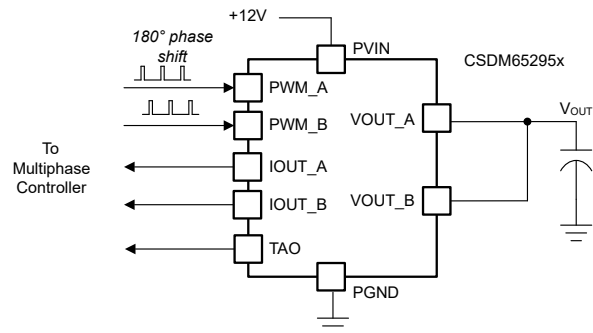 +12V
180° phase
shift
PVIN
CSDM65295x
PWM_A
PWM_B
VOUT_A
VOUT
To
Multiphase
Controller
IOUT_A
IOUT_B
VOUT_B
TAO
PGND